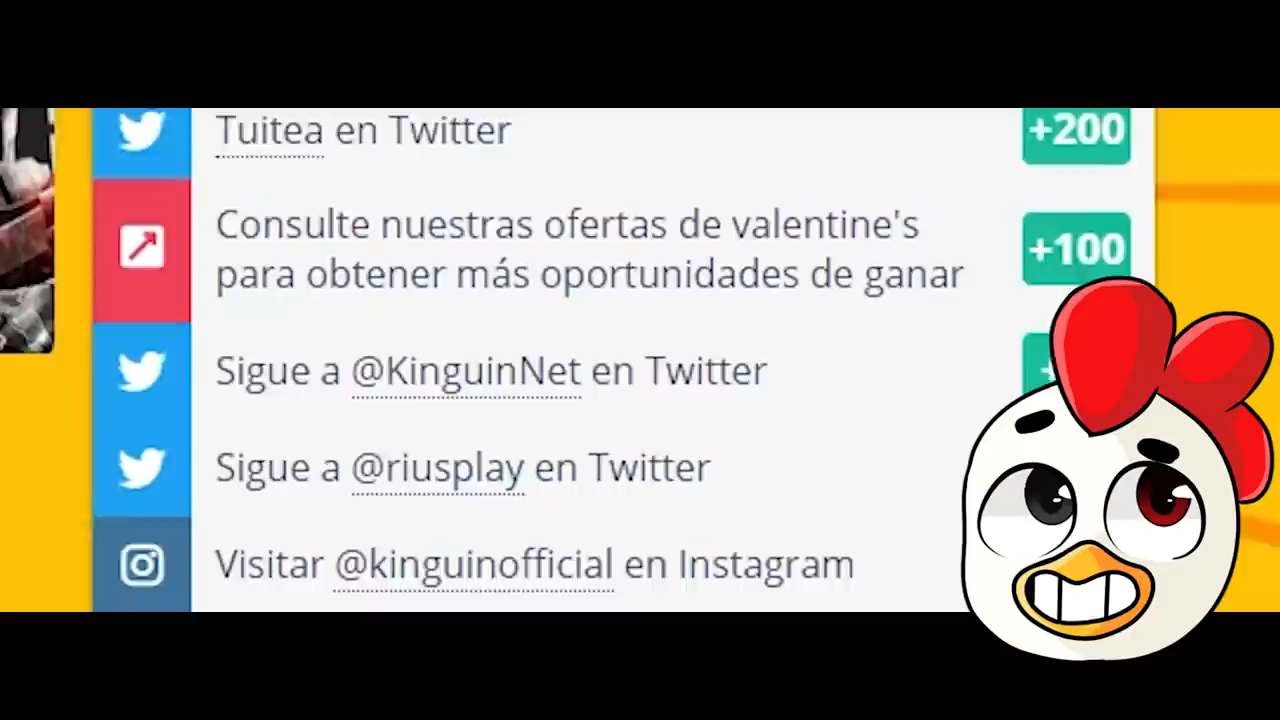 Tuitea en Twitter
+200
Consulte nuestras ofertas de valentine's
para obtener más oportunidades de ganar
+100
Sigue a @KinguinNet en Twitter
Sigue a @riusplay en Twitter
Visitar @kinguinofficial en Instagram